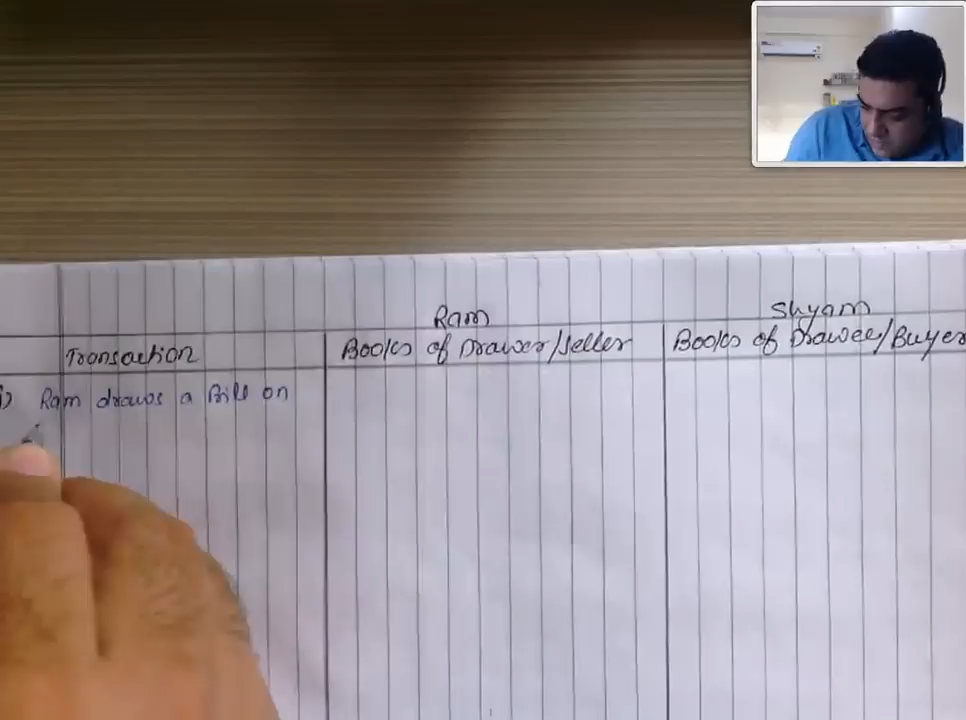 Ram Shyam
Transaction Books of Drawer/Seller Books of Drawee/Buyer
i) Ram draws a Bill on